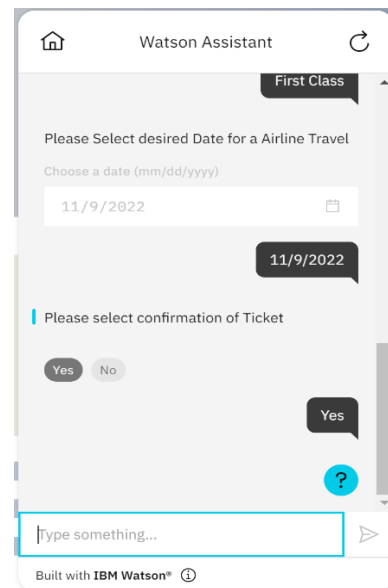 Watson Assistant
First Class
Please Select desired Date for a Airline Travel
Choose a date (mm/dd/yyyy)
11/9/2022
11/9/2022
Please select confirmation of Ticket
Yes No
Yes
?
Type something...
Built with IBM Watson®